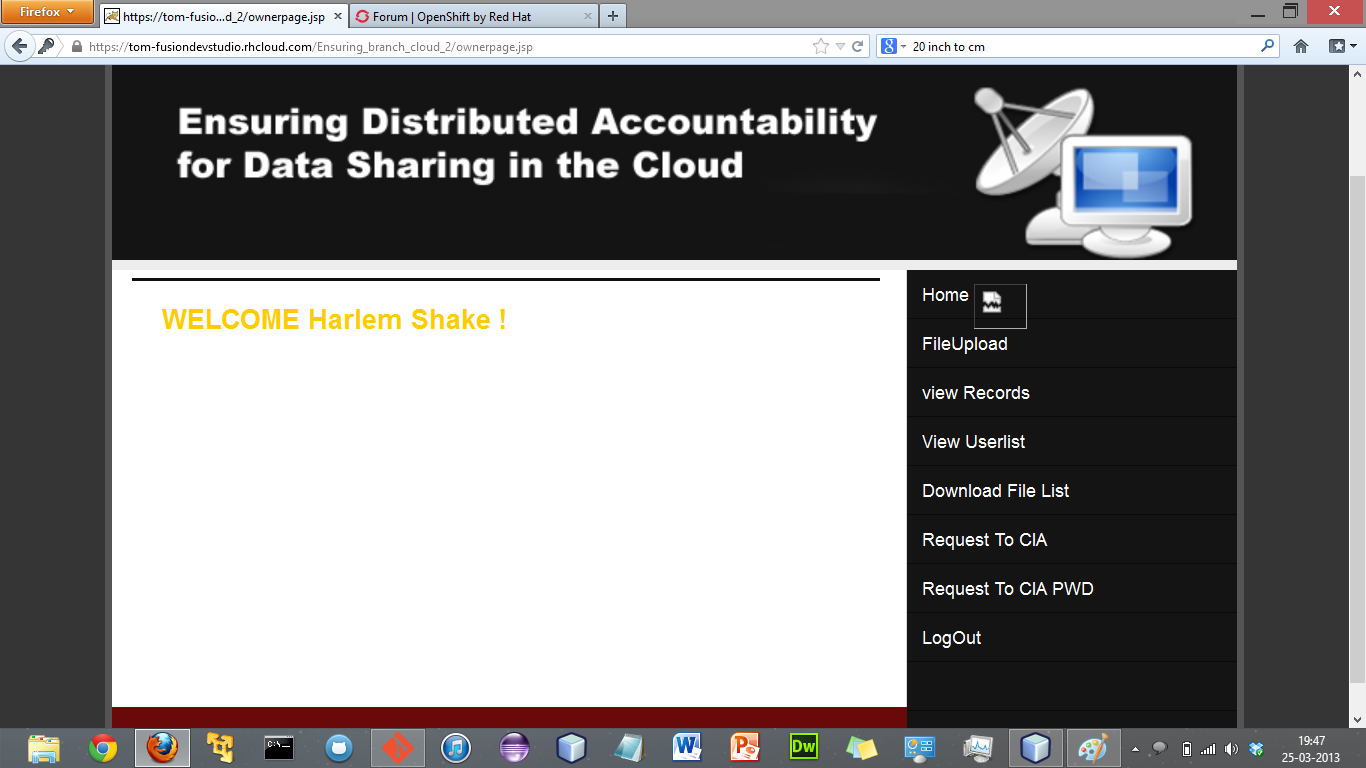 Firefox
https://tom-fusio...d_2/ownerpage.jsp
Forum | OpenShift by Red Hat
https://tom-fusiondevstudio.rhcloud.com/Ensuring_branch_cloud_2/ownerpage.jsp
20 inch to cm
Ensuring Distributed Accountability
for Data Sharing in the Cloud
WELCOME Harlem Shake !
Home
FileUpload
view Records
View Userlist
Download File List
Request To CIA
Request To CIA PWD
LogOut
19:47
25-03-2013